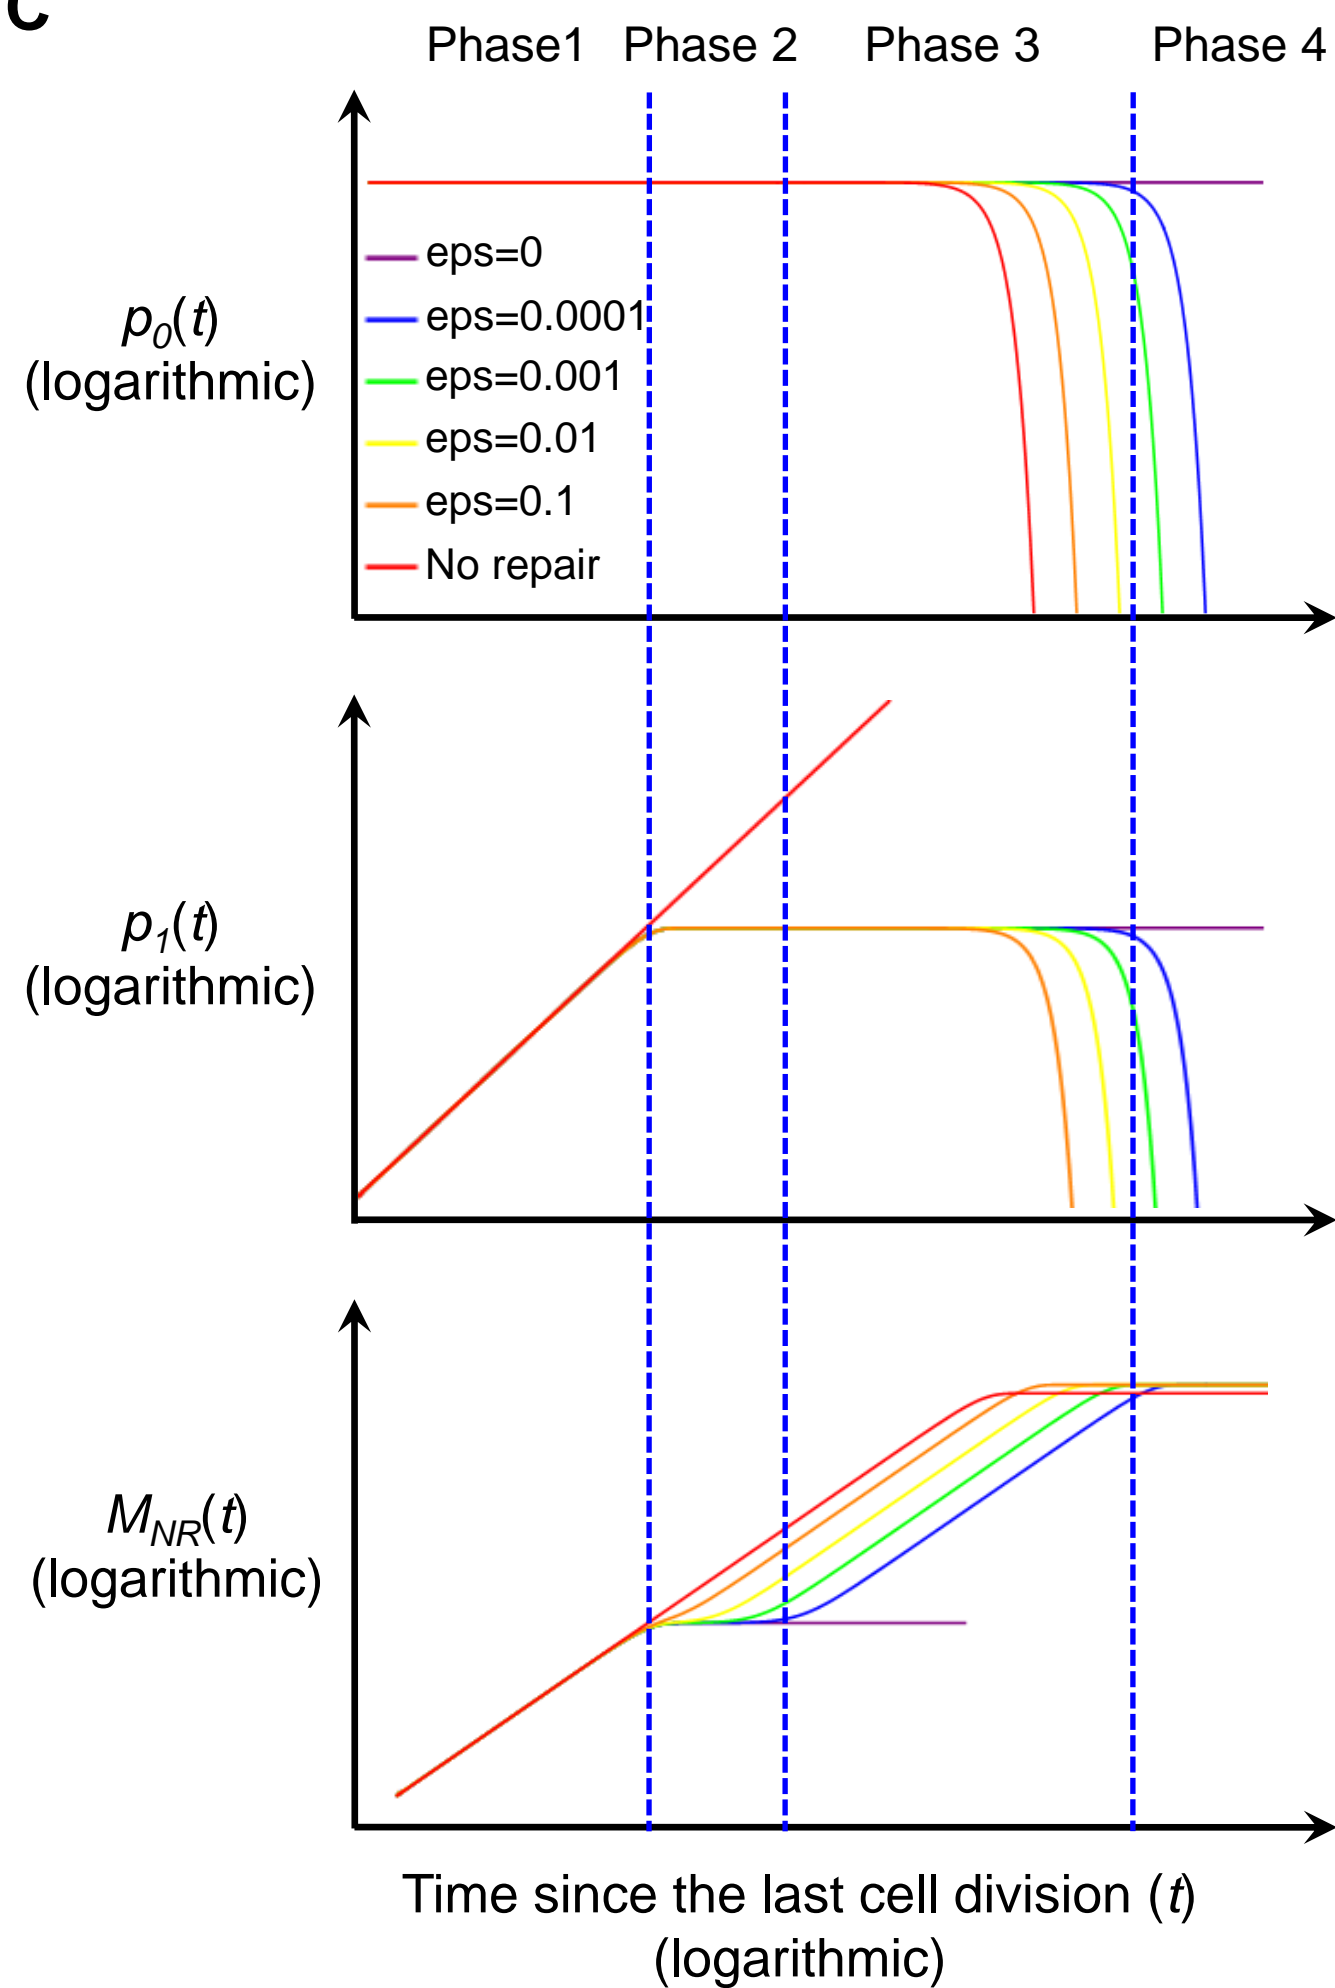 C
Phase1 Phase 2 Phase 3 Phase 4
p0(t)
(logarithmic)
eps=0
eps=0.0001
eps=0.001
eps=0.01
eps=0.1
No repair
p1(t)
(logarithmic)
MNR(t)
(logarithmic)
Time since the last cell division (t)
(logarithmic)